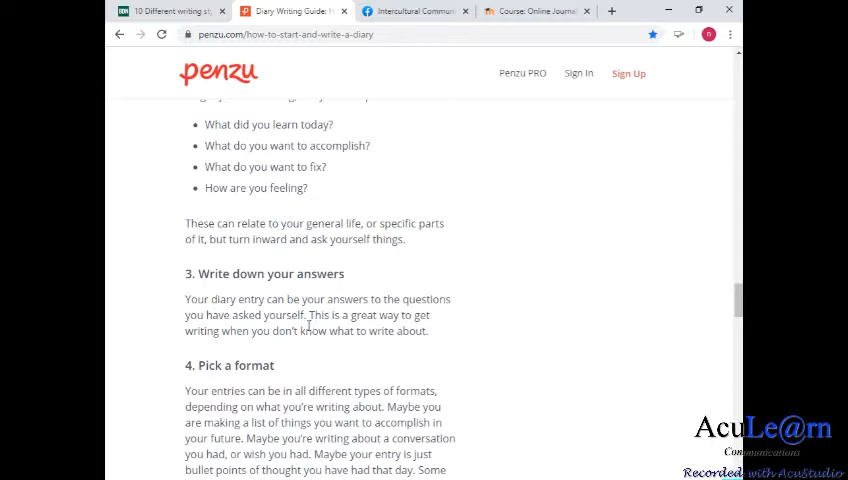 10 Different writing st
Diary Writing Guide: H
Intercultural Commun
Course: Online Journal
penzu.com/how-to-start-and-write-a-diary
n
penzu
Penzu PRO
Sign In
Sign Up
What did you learn today?
What do you want to accomplish?
What do you want to fix?
How are you feeling?
These can relate to your general life, or specific parts
of it, but turn inward and ask yourself things.
3. Write down your answers
Your diary entry can be your answers to the questions
you have asked yourself. This is a great way to get
writing when you don't know what to write about.
4. Pick a format
Your entries can be in all different types of formats,
depending on what you're writing about. Maybe you
are making a list of things you want to accomplish in
your future. Maybe you're writing about a conversation
you had, or wish you had. Maybe your entry is just
bullet points of thought you have had that day. Some
AcuLe@rn
Communications
Recorded with AcuStudio